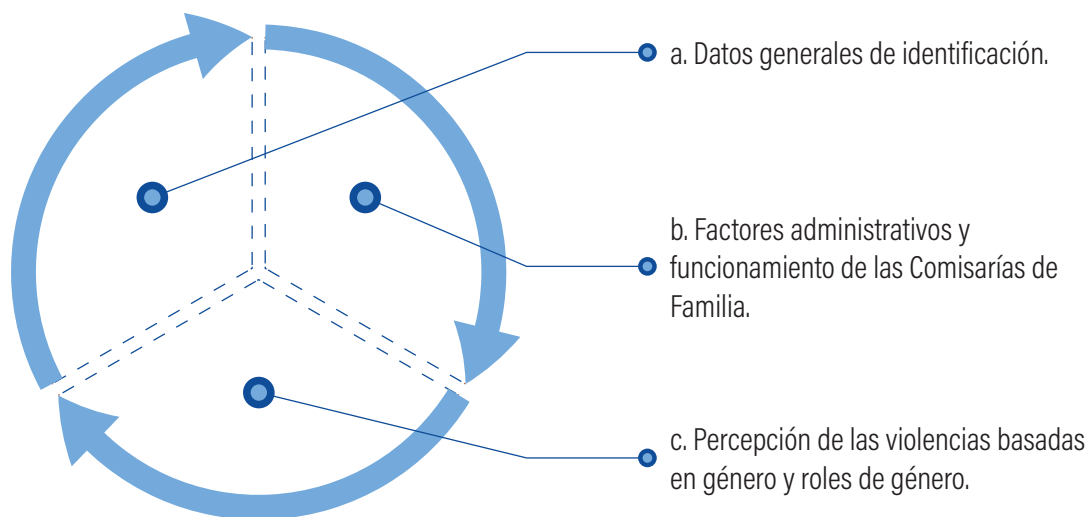 a. Datos generales de identificación.
b. Factores administrativos y
funcionamiento de las Comisarías de
Familia.
c. Percepción de las violencias basadas
en género y roles de género.